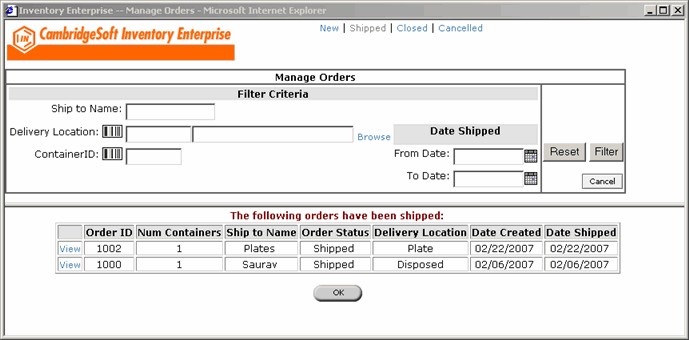 Inventory Enterprise -- Manage Orders - Microsoft Internet Explorer
CambridgeSoft Inventory Enterprise
New | Shipped | Closed | Cancelled
Manage Orders
Filter Criteria
Ship to Name:
Delivery Location: Browse
Date Shipped
ContainerID:
From Date:
Reset Filter
To Date:
Cancel
The following orders have been shipped:
Order ID Num Containers Ship to Name Order Status Delivery Location Date Created Date Shipped
View 1002 1 Plates Shipped Plate 02/22/2007 02/22/2007
View 1000 1 Saurav Shipped Disposed 02/06/2007 02/06/2007
OK